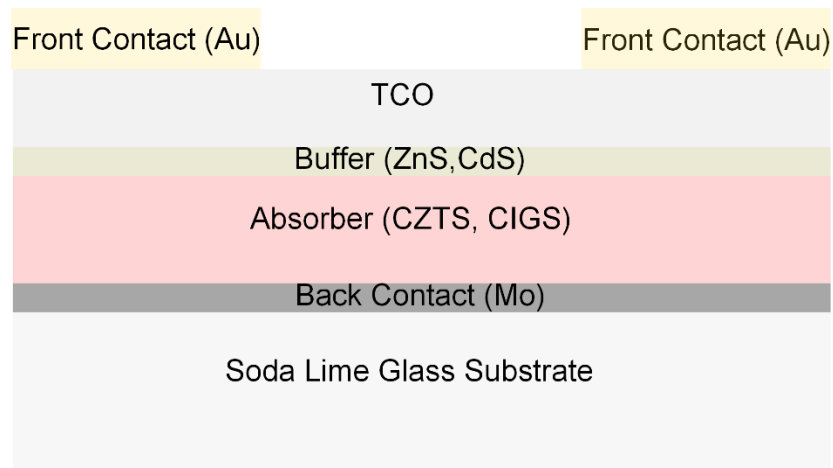 Front Contact (Au)
Front Contact (Au)
TCO
Buffer (ZnS,CdS)
Absorber (CZTS, CIGS)
Back Contact (Mo)
Soda Lime Glass Substrate